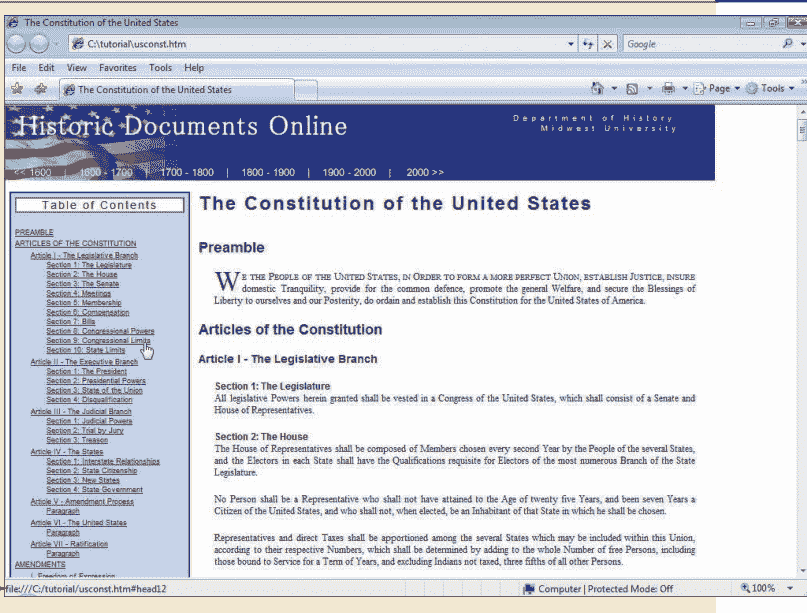 The Constitution of the United States
C:\tutorial\usconst.htm
Google
File Edit View Favorites Tools Help
The Constitution of the United States
Page Tools
Historic Documents Online
Department of History
Midwest University
<< 1600 | 1600 - 1700 | 1700 - 1800 | 1800 - 1900 | 1900 - 2000 | 2000 >>
Table of Contents
PREAMBLE
ARTICLES OF THE CONSTITUTION
Article I - The Legislative Branch
Section 1: The Legislature
Section 2: The House
Section 3: The Senate
Section 4: Meetings
Section 5: Membership
Section 6: Compensation
Section 7: Bills
Section 8: Congressional Powers
Section 9: Congressional Limits
Section 10: State Limits
Article II - The Executive Branch
Section 1: The President
Section 2: Presidential Powers
Section 3: State of the Union
Section 4: Disqualification
Article III - The Judicial Branch
Section 1: Judicial Powers
Section 2: Trial by Jury
Section 3: Treason
Article IV - The States
Section 1: Interstate Relationships
Section 2: State Citizenship
Section 3: New States
Section 4: State Government
Article V - Amendment Process
Paragraph
Article VI - The United States
Paragraph
Article VII - Ratification
Paragraph
AMENDMENTS
I. Freedom of Expression
The Constitution of the United States
Preamble
WE THE PEOPLE OF THE UNITED STATES, IN ORDER TO FORM A MORE PERFECT UNION, ESTABLISH JUSTICE, INSURE
domestic Tranquility, provide for the common defence, promote the general Welfare, and secure the Blessings of
Liberty to ourselves and our Posterity, do ordain and establish this Constitution for the United States of America.
Articles of the Constitution
Article I - The Legislative Branch
Section 1: The Legislature
All legislative Powers herein granted shall be vested in a Congress of the United States, which shall consist of a Senate and
House of Representatives.
Section 2: The House
The House of Representatives shall be composed of Members chosen every second Year by the People of the several States,
and the Electors in each State shall have the Qualifications requisite for Electors of the most numerous Branch of the State
Legislature.
No Person shall be a Representative who shall not have attained to the Age of twenty five Years, and been seven Years a
Citizen of the United States, and who shall not, when elected, be an Inhabitant of that State in which he shall be chosen.
Representatives and direct Taxes shall be apportioned among the several States which may be included within this Union,
according to their respective Numbers, which shall be determined by adding to the whole Number of free Persons, including
those bound to Service for a Term of Years, and excluding Indians not taxed, three fifths of all other Persons.
file:///C:/tutorial/usconst.htm#head12
Computer | Protected Mode: Off
100%